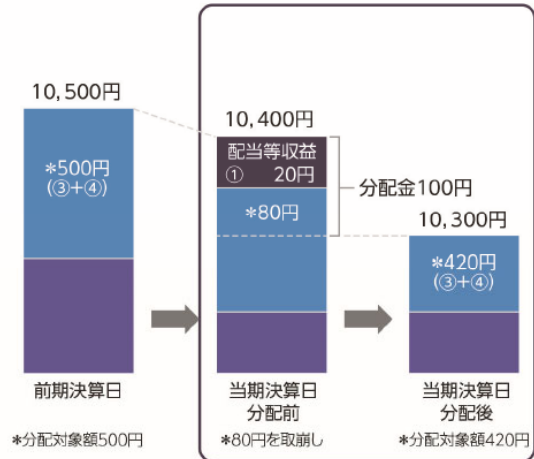 10,500円
*500円
(③+④)
前期決算日
*分配対象額500円
10,400円
配当等収益
① 20円
*80円
分配金100円
当期決算日
分配前
*80円を取崩し
10,300円
*420円
(③+④)
当期決算日
分配後
*分配対象額420円